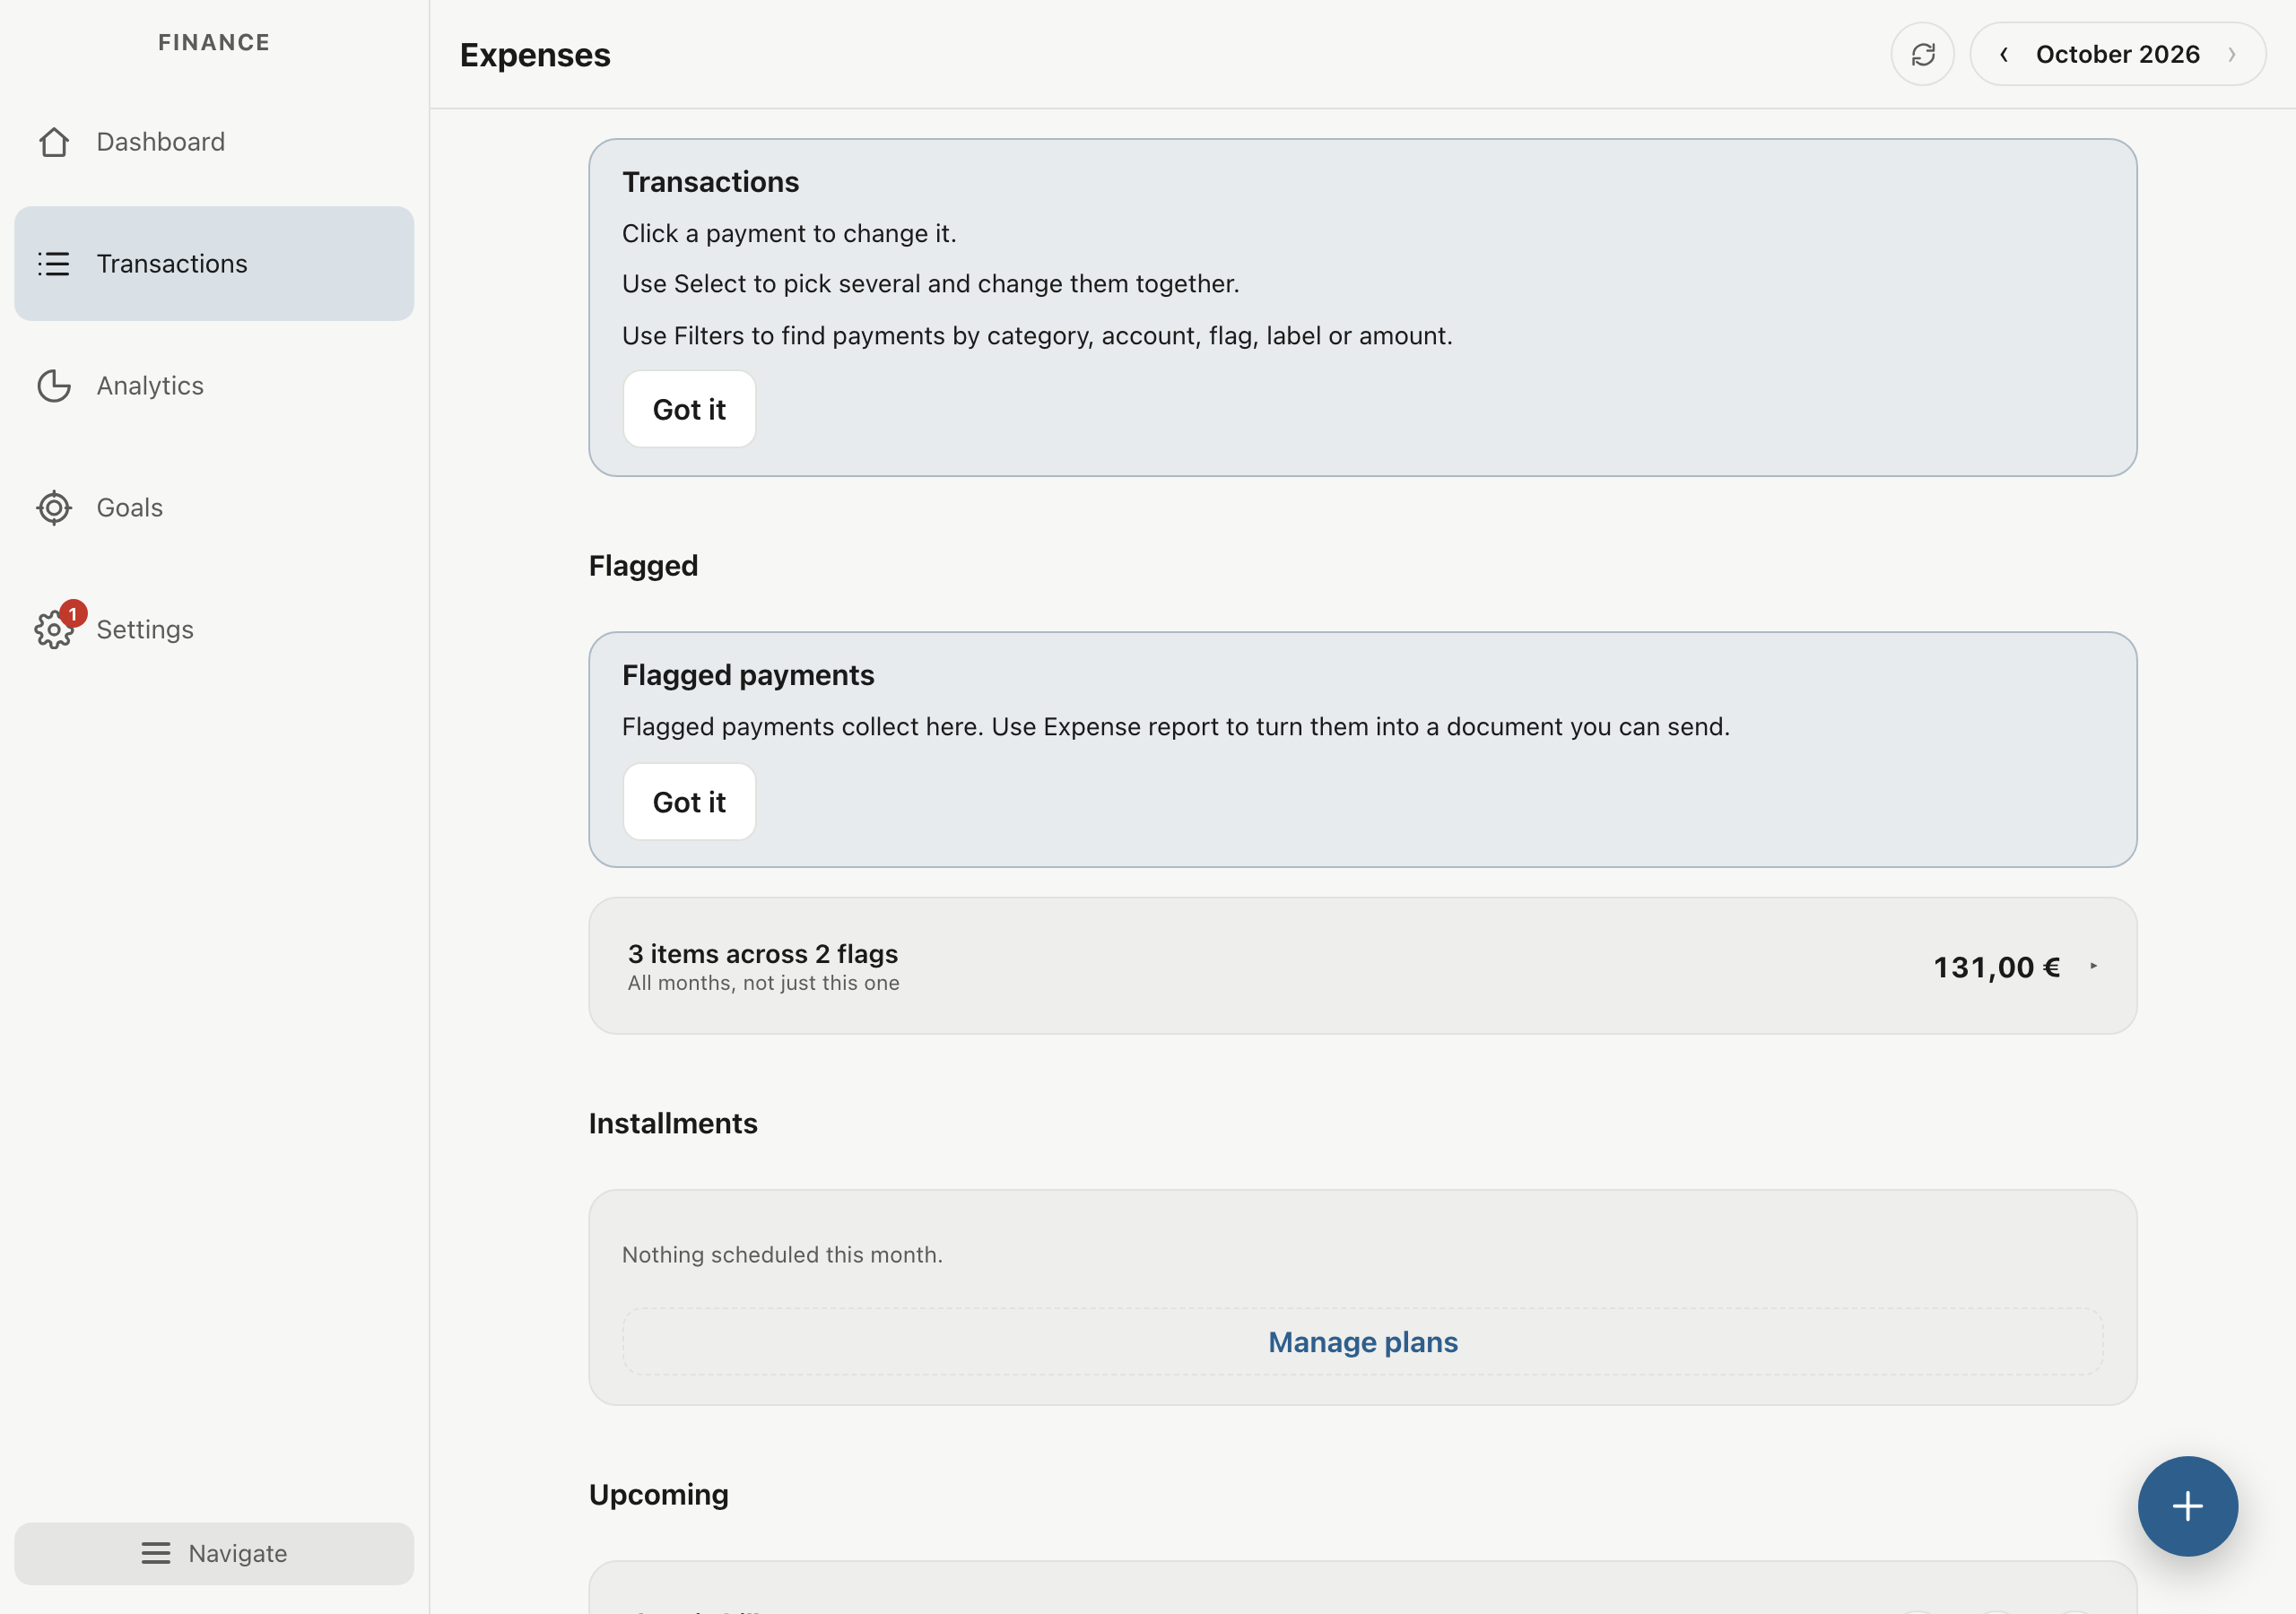 FINANCE
Dashboard
Transactions
Analytics
Goals
1
Settings
Navigate
Expenses
October 2026
Transactions
Click a payment to change it.
Use Select to pick several and change them together.
Use Filters to find payments by category, account, flag, label or amount.
Got it
Flagged
Flagged payments
Flagged payments collect here. Use Expense report to turn them into a document you can send.
Got it
3 items across 2 flags
131,00 €
All months, not just this one
Installments
Nothing scheduled this month.
Manage plans
Upcoming